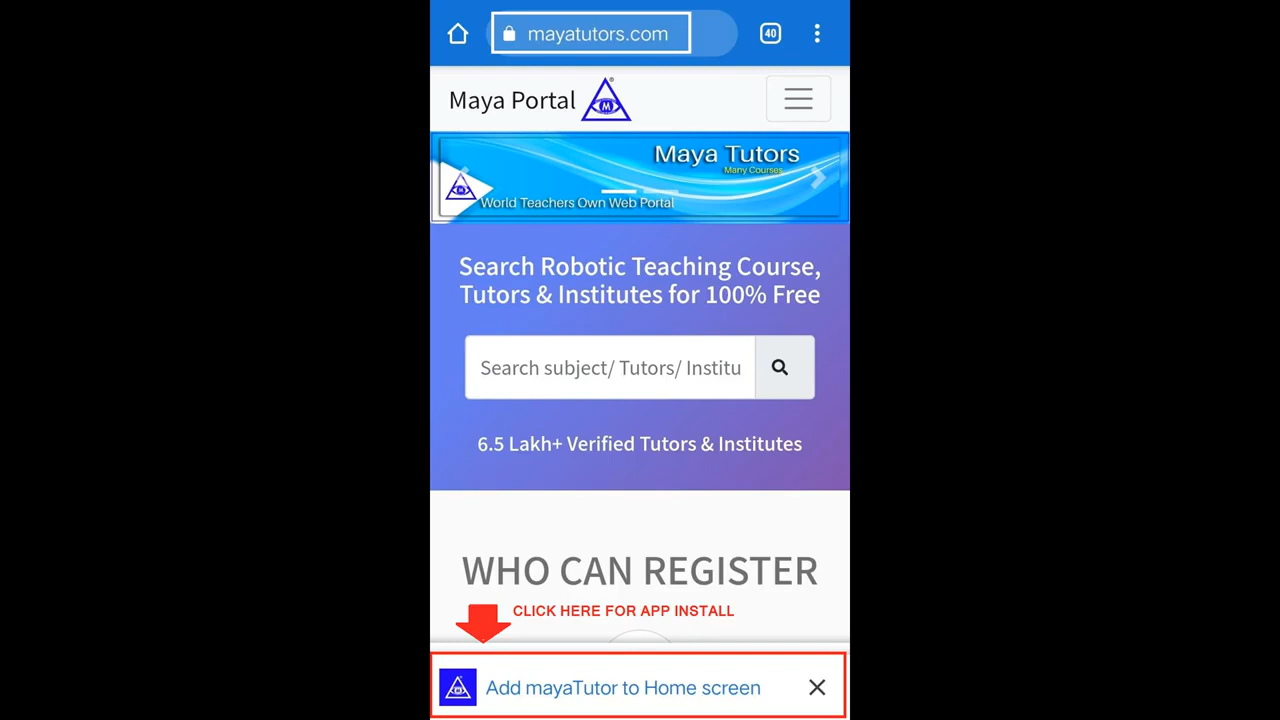 mayatutors.com
40
Maya Portal
M
Maya Tutors
Many Courses
M
World Teachers Own Web Portal
Search Robotic Teaching Course,
Tutors & Institutes for 100% Free
Search subject/ Tutors/ Institu
6.5 Lakh+ Verified Tutors & Institutes
WHO CAN REGISTER
CLICK HERE FOR APP INSTALL
M
Add mayaTutor to Home screen